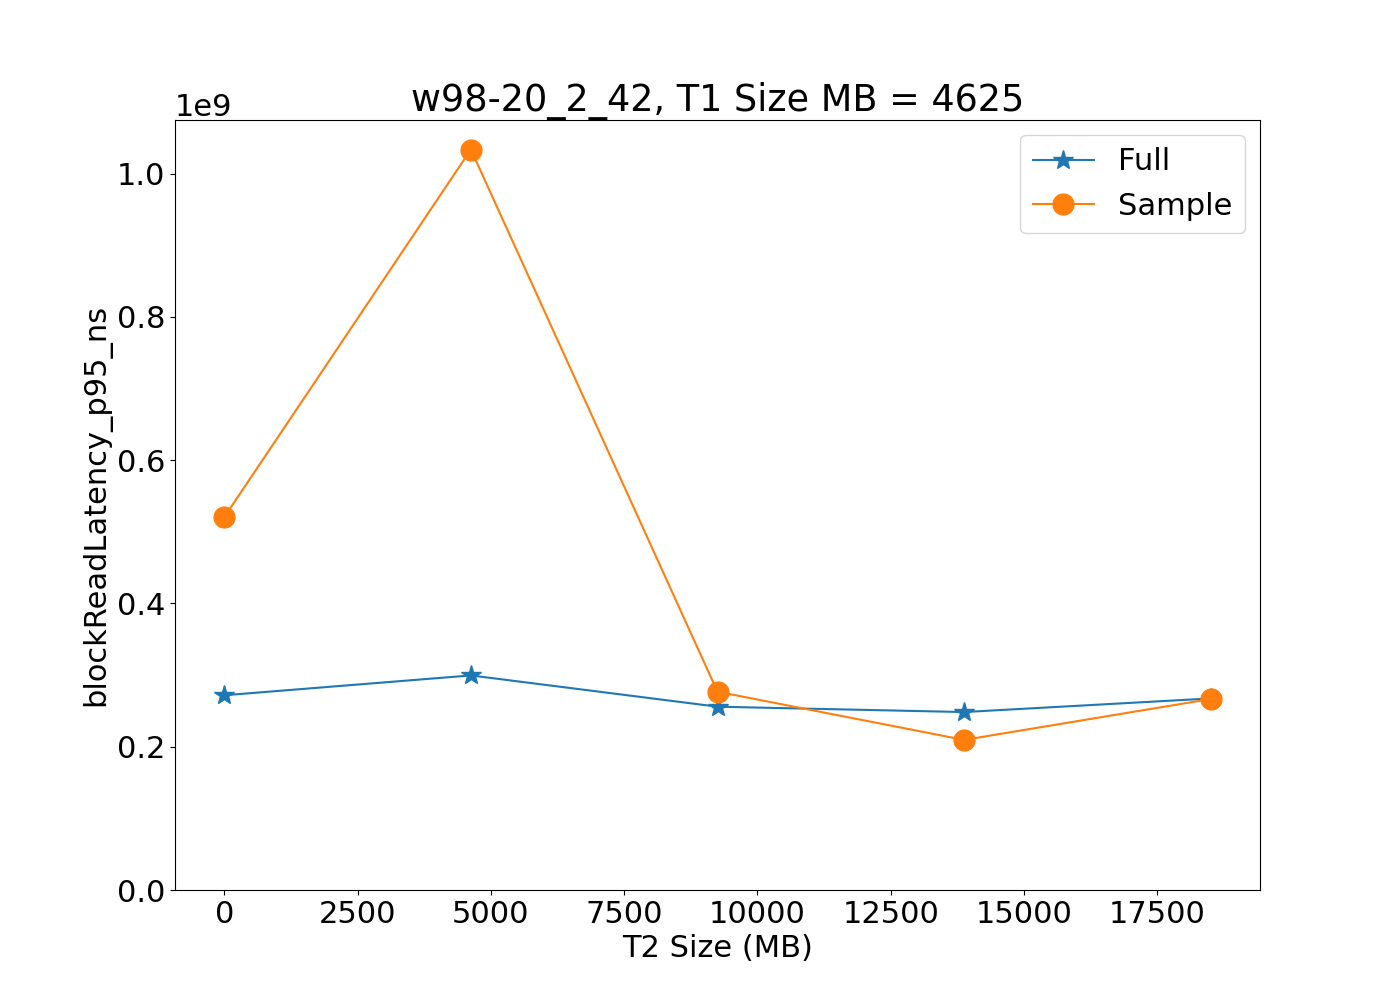 w98-20_2_42, T1 Size MB = 4625
1e9
Full
Sample
1.0
0.8
0.6
0.4
0.2
0.0
blockReadLatency_p95_ns
0 2500 5000 7500 10000 12500 15000 17500
T2 Size (MB)